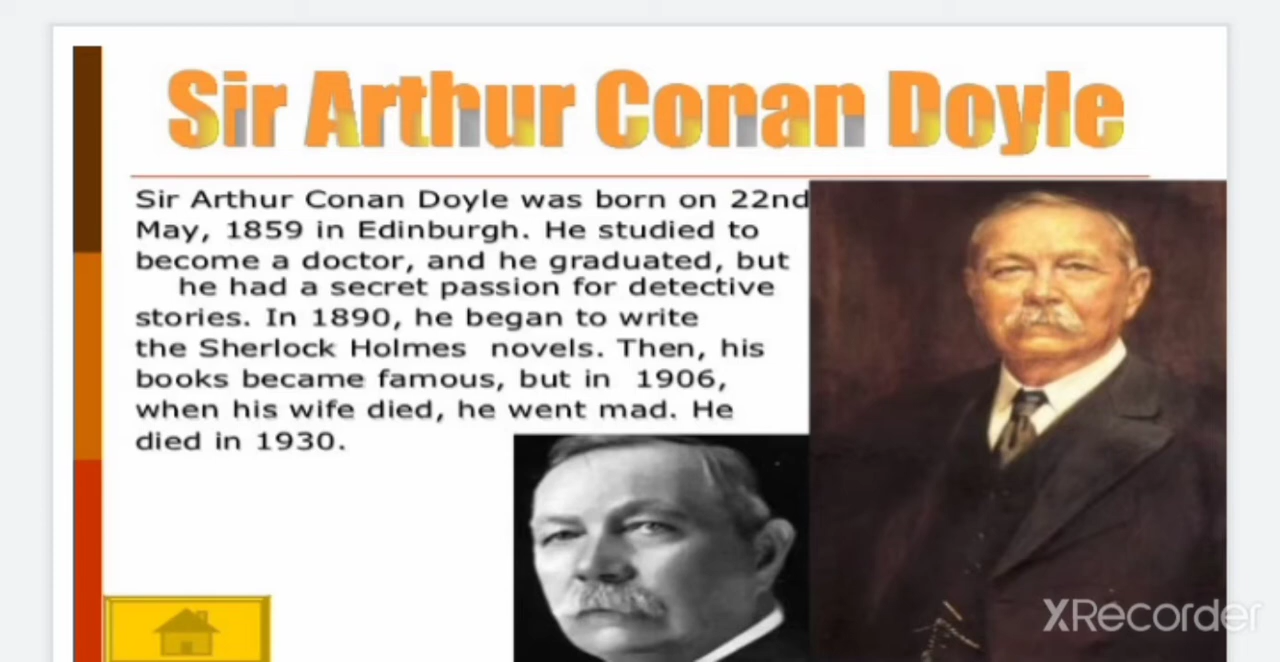 Sir Arthur Conan Doyle
Sir Arthur Conan Doyle was born on 22nd
May, 1859 in Edinburgh. He studied to
become a doctor, and he graduated, but
he had a secret passion for detective
stories. In 1890, he began to write
the Sherlock Holmes novels. Then, his
books became famous, but in 1906,
when his wife died, he went mad. He
died in 1930.
XRecorder